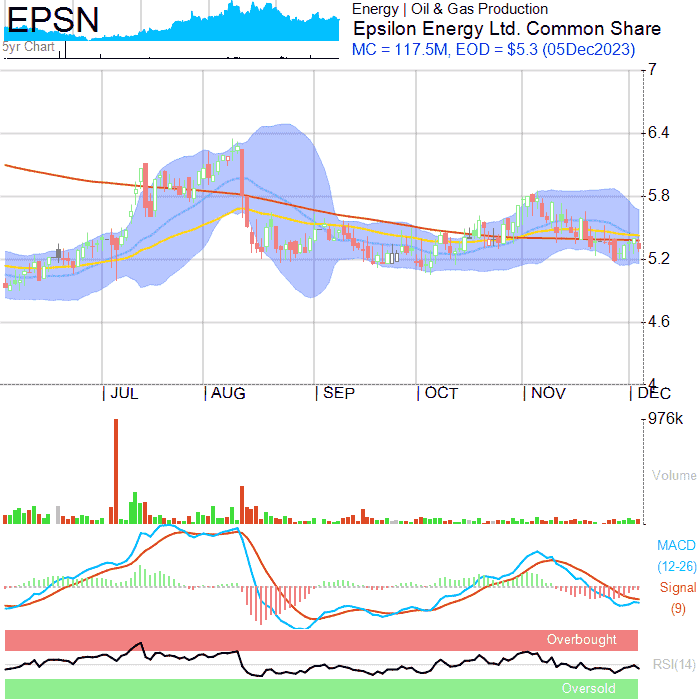 EPSN
5yr Chart
Energy | Oil & Gas Production
Epsilon Energy Ltd. Common Share
MC = 117.5M, EOD = $5.3 (05Dec2023)
7
6.4
5.8
5.2
4.6
4
JUL AUG SEP OCT NOV DEC
976k
Volume
MACD
(12-26)
Signal
(9)
Overbought
RSI(14)
Oversold